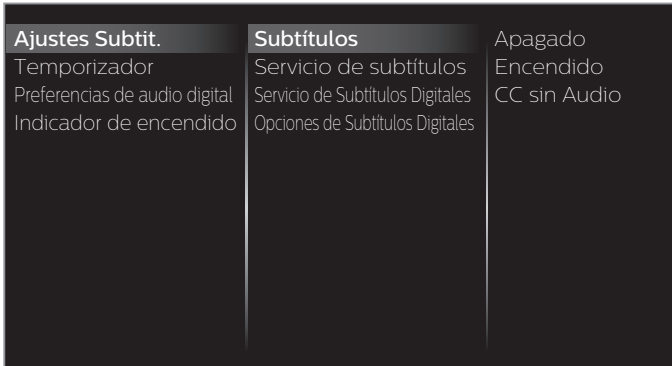 Ajustes Subtit.
Temporizador
Preferencias de audio digital
Indicador de encendido
Subtítulos
Servicio de subtítulos
Servicio de Subtítulos Digitales
Opciones de Subtítulos Digitales
Apagado
Encendido
CC sin Audio